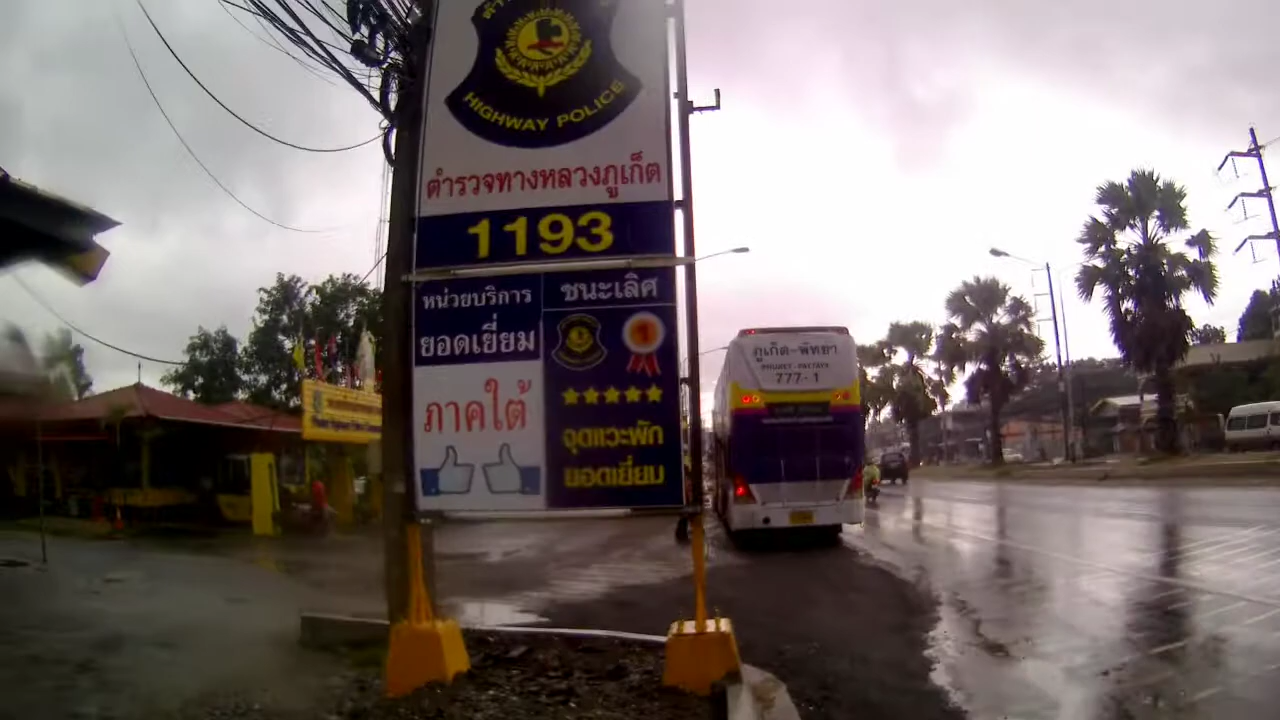 HIGHWAY POLICE
ตำรวจทางหลวงภูเก็ต
1193
หน่วยบริการ
ยอดเยี่ยม
ภาคใต้
ชนะเลิศ
1
จุดแวะพัก
ยอดเยี่ยม
ภูเก็ต-พัทยา
PHUKET-PATTAYA
777-1